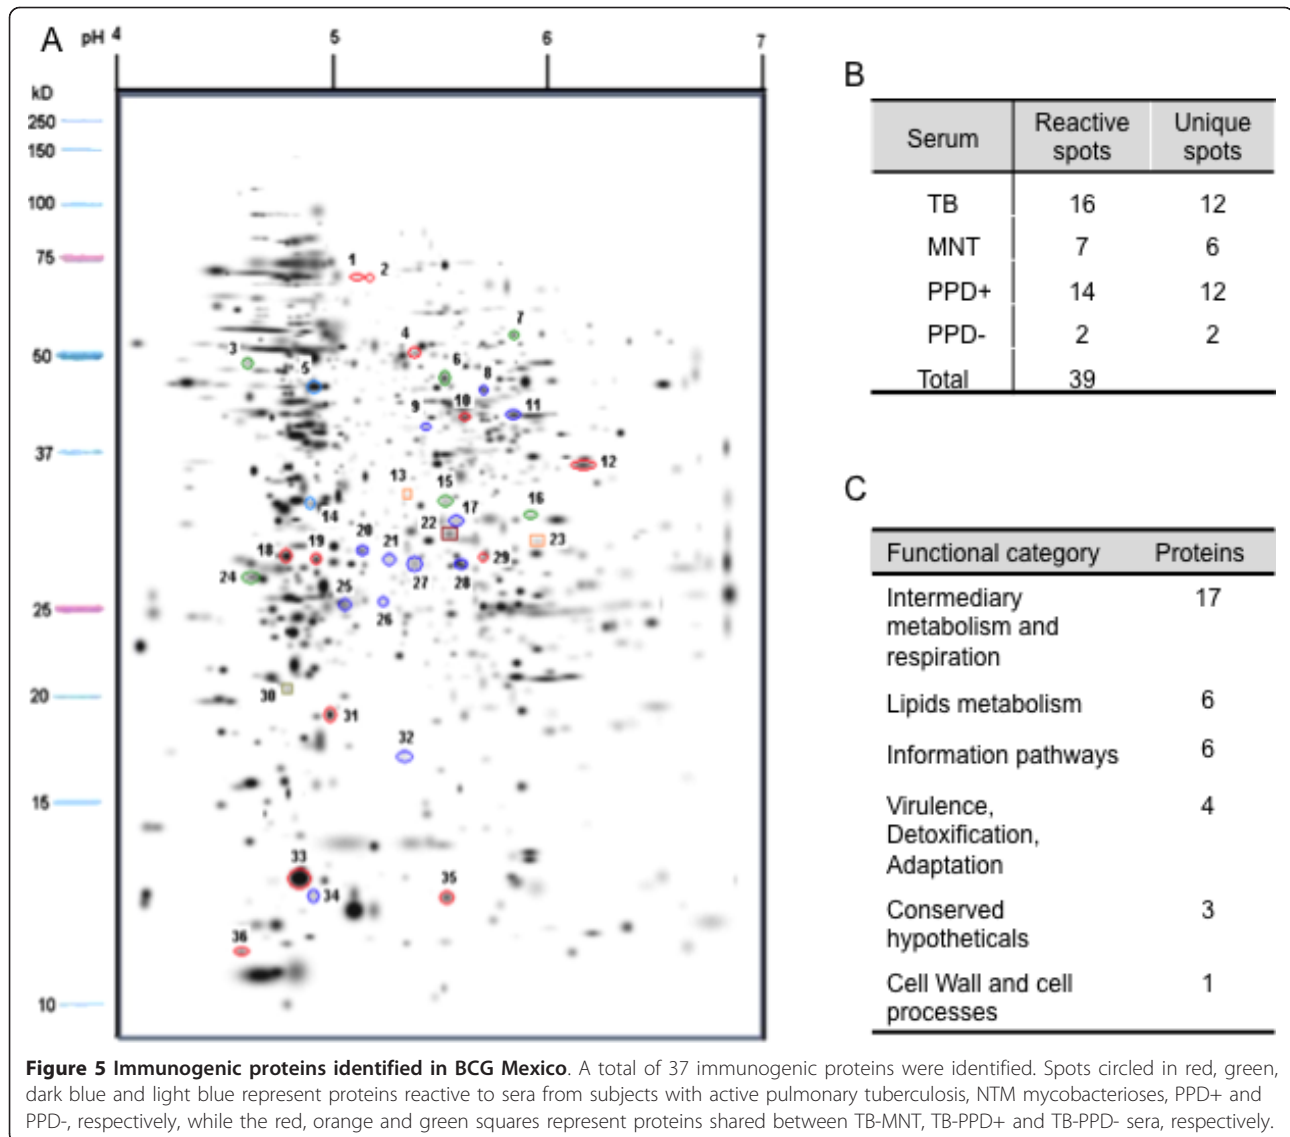 A
pH
4
5
6
7
kD
250
150
100
75
50
37
25
20
15
10
1
2
3
4
5
6
7
8
9
10
11
12
13
14
15
16
17
18
19
20
21
22
23
24
25
26
27
28
29
30
31
32
33
34
35
36
B
Serum Reactive spots Unique spots
TB 16 12
MNT 7 6
PPD+ 14 12
PPD- 2 2
Total 39
C
Functional category Proteins
Intermediary 17
metabolism and
respiration
Lipids metabolism 6
Information pathways 6
Virulence, 4
Detoxification,
Adaptation
Conserved 3
hypotheticals
Cell Wall and cell 1
processes
Figure 5 Immunogenic proteins identified in BCG Mexico. A total of 37 immunogenic proteins were identified. Spots circled in red, green,
dark blue and light blue represent proteins reactive to sera from subjects with active pulmonary tuberculosis, NTM mycobacterioses, PPD+ and
PPD-, respectively, while the red, orange and green squares represent proteins shared between TB-MNT, TB-PPD+ and TB-PPD- sera, respectively.